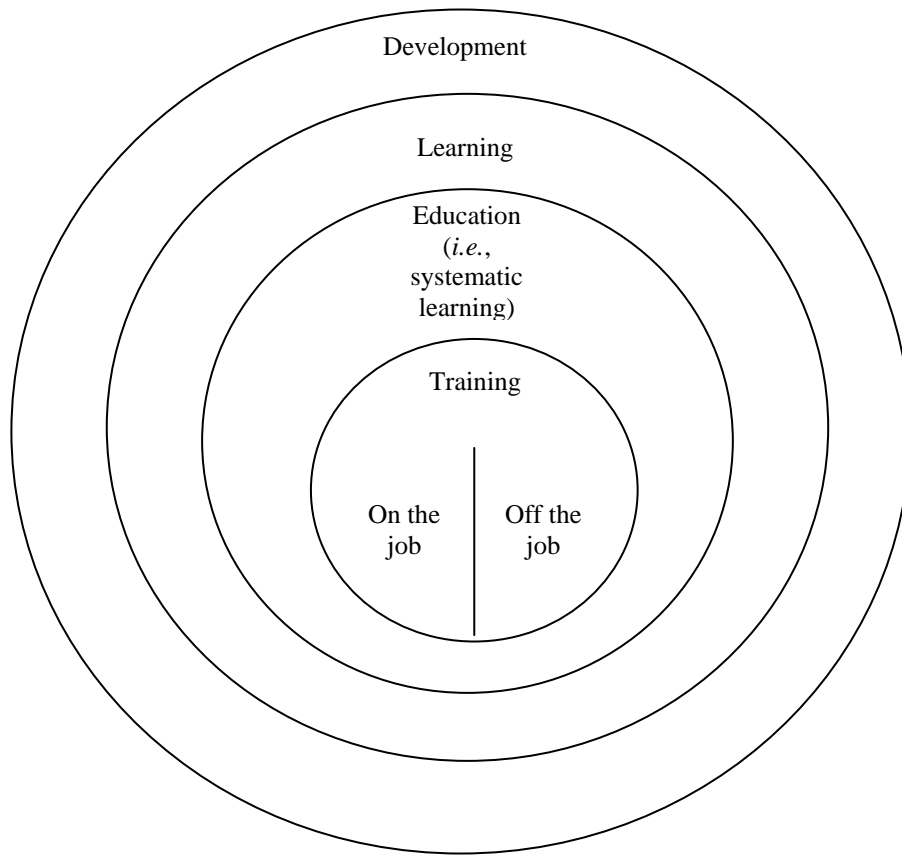 Development
Learning
Education
(i.e.,
systematic
learning)
Training
On the
job
Off the
job